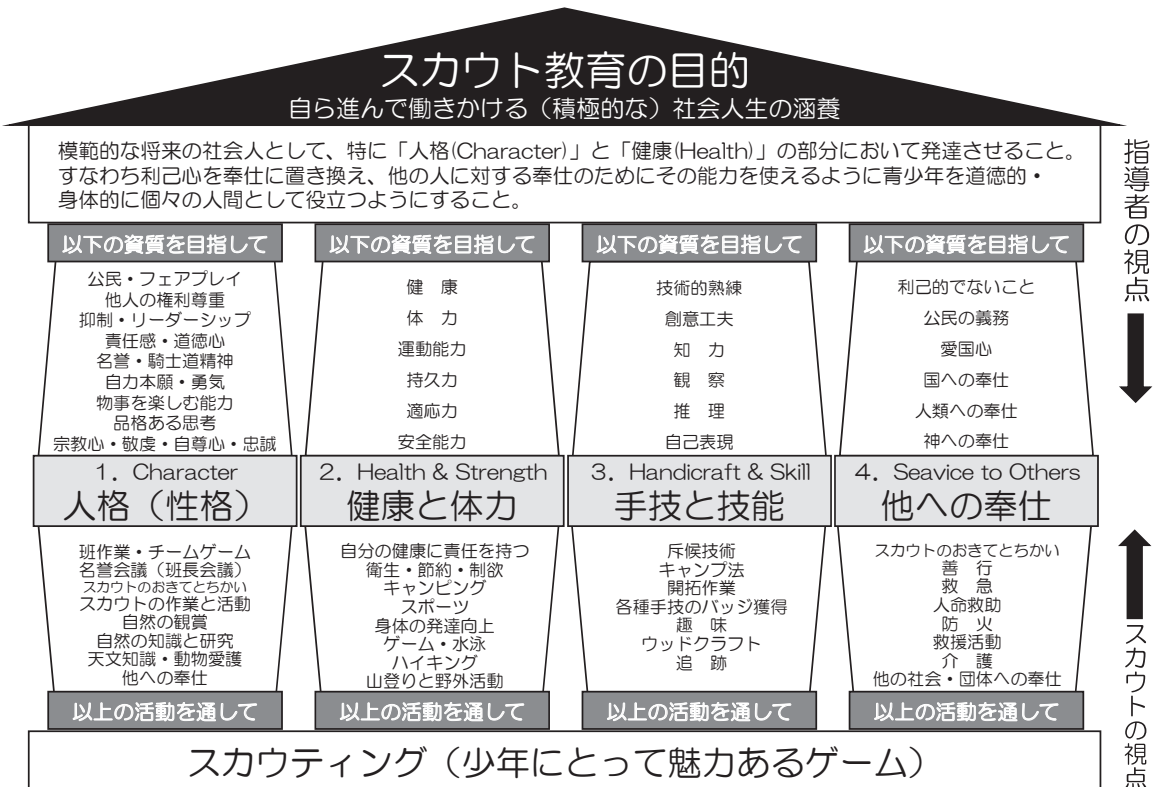 スカウト教育の目的
自ら進んで働きかける（積極的な）社会人生の涵養
模範的な将来の社会人として、特に「人格(Character)」と「健康(Health)」の部分において発達させること。
すなわち利己心を奉仕に置き換え、他の人に対する奉仕のためにその能力を使えるように青少年を道徳的・
身体的に個々の人間として役立つようにすること。
指導者の視点
以下の資質を目指して
公民・フェアプレイ
他人の権利尊重
抑制・リーダーシップ
責任感・道徳心
名誉・騎士道精神
自力本願・勇気
物事を楽しむ能力
品格ある思考
宗教心・敬虔・自尊心・忠誠
1．Character
人格（性格）
班作業・チームゲーム
名誉会議（班長会議）
スカウトのおきてとちかい
スカウトの作業と活動
自然の観賞
自然の知識と研究
天文知識・動物愛護
他への奉仕
以上の活動を通して
以下の資質を目指して
健　康
体　力
運動能力
持久力
適応力
安全能力
2．Health & Strength
健康と体力
自分の健康に責任を持つ
衛生・節約・制欲
キャンピング
スポーツ
身体の発達向上
ゲーム・水泳
ハイキング
山登りと野外活動
以上の活動を通して
以下の資質を目指して
技術的熟練
創意工夫
知　力
観　察
推　理
自己表現
3．Handicraft & Skill
手技と技能
斥候技術
キャンプ法
開拓作業
各種手技のバッジ獲得
趣　味
ウッドクラフト
追　跡
以上の活動を通して
以下の資質を目指して
利己的でないこと
公民の義務
愛国心
国への奉仕
人類への奉仕
神への奉仕
4．Seavice to Others
他への奉仕
スカウトのおきてとちかい
善　行
救　急
人命救助
防　火
救援活動
介　護
他の社会・団体への奉仕
以上の活動を通して
スカウトの視点
スカウティング（少年にとって魅力あるゲーム）